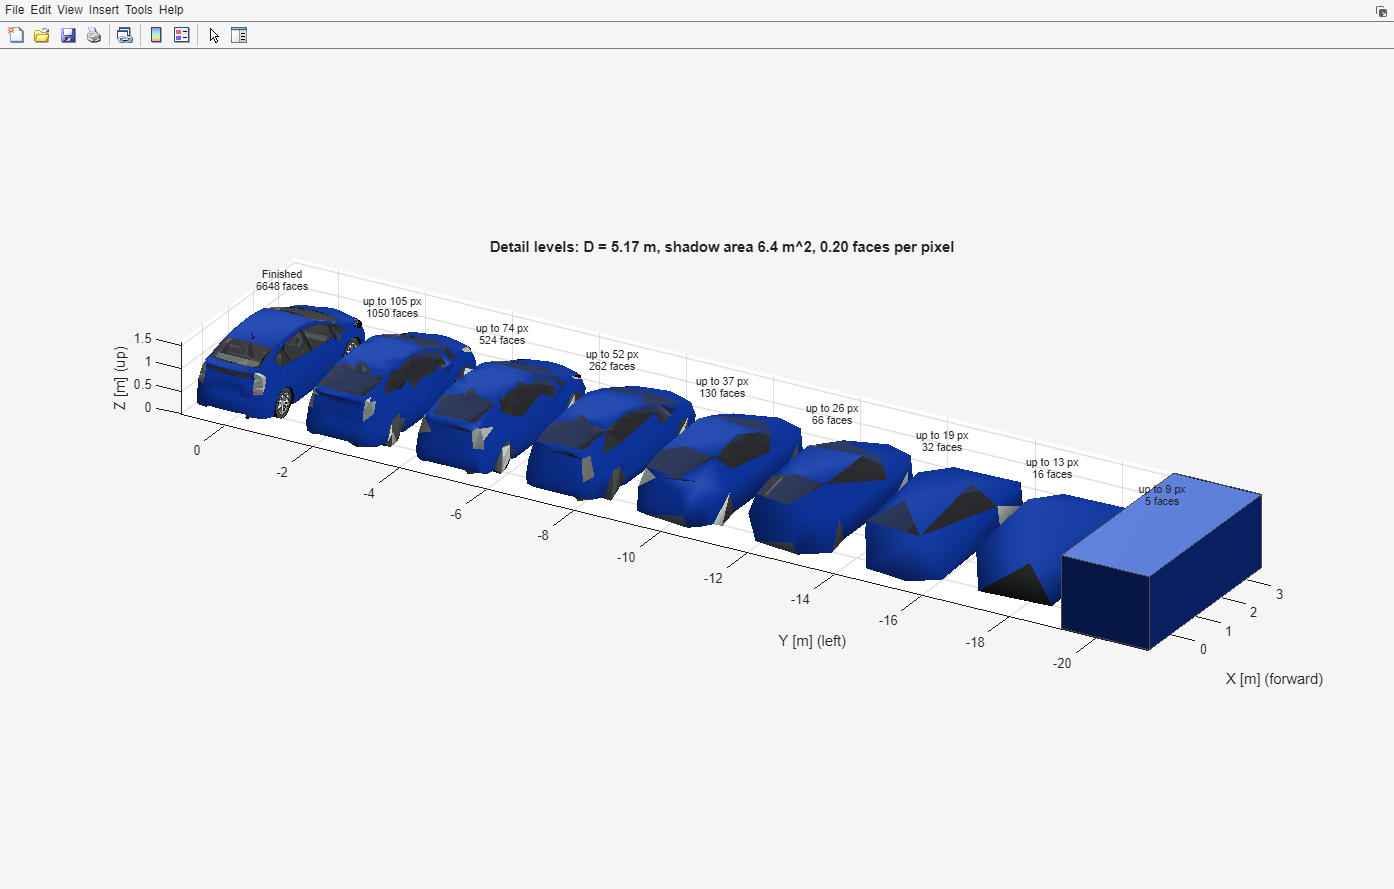 File Edit View Insert Tools Help
Detail levels: D = 5.17 m, shadow area 6.4 m^2, 0.20 faces per pixel
Finished
6648 faces
up to 105 px
1050 faces
up to 74 px
524 faces
up to 52 px
262 faces
up to 37 px
130 faces
up to 26 px
66 faces
up to 19 px
32 faces
up to 13 px
16 faces
up to 9 px
5 faces
1.5
1
0.5
0
Z [m] (up)
0
-2
-4
-6
-8
-10
-12
-14
-16
-18
-20
Y [m] (left)
3
2
1
0
X [m] (forward)